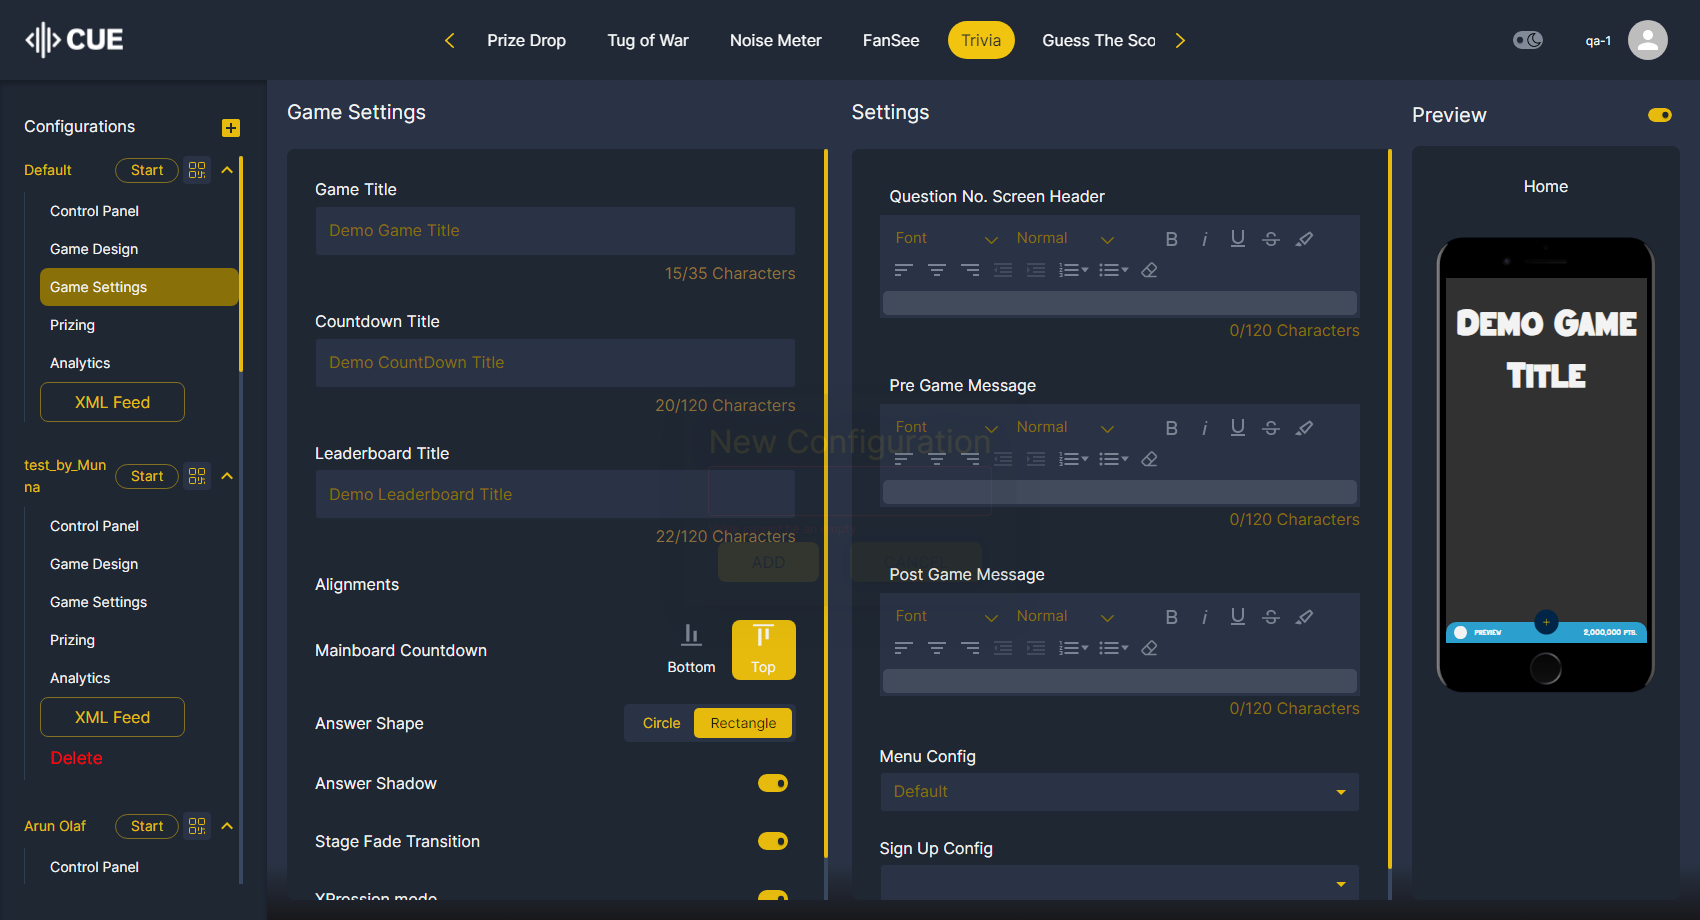 CUE
Prize Drop
Tug of War
Noise Meter
FanSee
Trivia
Guess The Sco
qa-1
Configurations
Default
Start
Control Panel
Game Design
Game Settings
Prizing
Analytics
XML Feed
test_by_Mun
na
Start
Control Panel
Game Design
Game Settings
Prizing
Analytics
XML Feed
Delete
Arun Olaf
Start
Control Panel
Game Settings
Game Title
Demo Game Title
15/35 Characters
Countdown Title
Demo CountDown Title
20/120 Characters
Leaderboard Title
Demo Leaderboard Title
22/120 Characters
Alignments
Mainboard Countdown
Bottom
Top
Answer Shape
Circle
Rectangle
Answer Shadow
Stage Fade Transition
XPression mode
New Configuration
ADD
CANCEL
Settings
Question No. Screen Header
Font
Normal
0/120 Characters
Pre Game Message
Font
Normal
0/120 Characters
Post Game Message
Font
Normal
0/120 Characters
Menu Config
Default
Sign Up Config
Preview
Home
Demo Game
Title
PREVIEW
2,000,000 PTS.